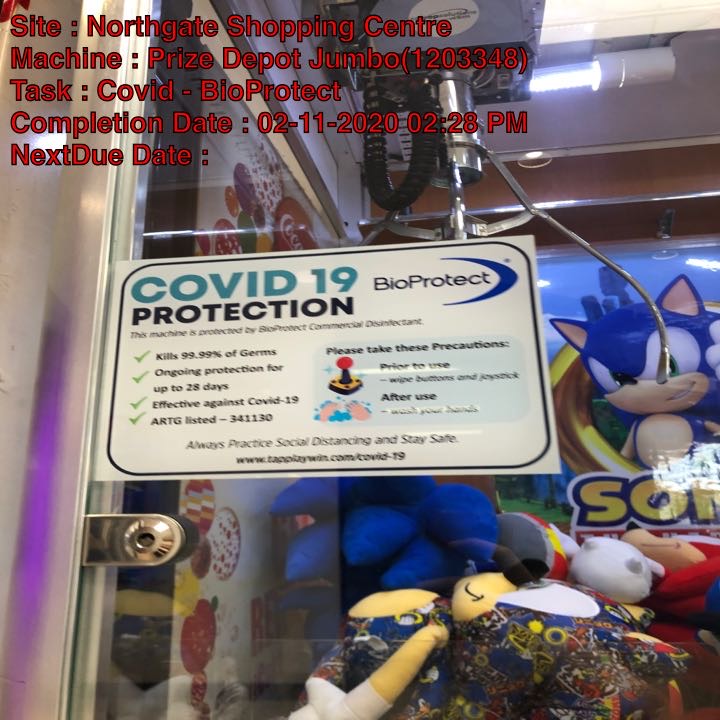 Site : Northgate Shopping Centre
Machine : Prize Depot Jumbo(1203348)
Task : Covid - BioProtect
Completion Date : 02-11-2020 02:28 PM
NextDue Date :
COVID 19
PROTECTION
BioProtect
This machine is protected by BioProtect Commercial Disinfectant.
Kills 99.99% of Germs
Ongoing protection for
up to 28 days
Effective against Covid-19
ARTG listed – 341130
Please take these Precautions:
Prior to use
– wipe buttons and joystick
After use
– wash your hands
Always Practice Social Distancing and Stay Safe.
www.tapplaywin.com/covid-19